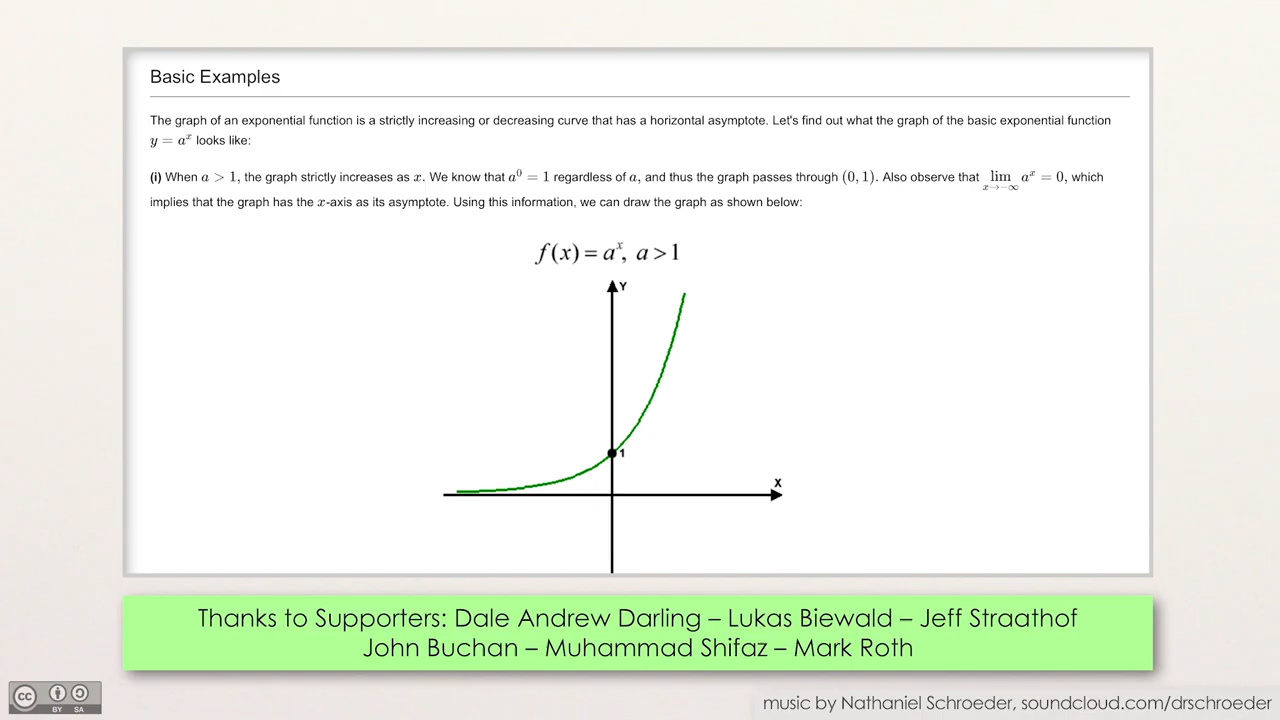 Basic Examples
The graph of an exponential function is a strictly increasing or decreasing curve that has a horizontal asymptote. Let's find out what the graph of the basic exponential function
y = a^x looks like:
(i) When a > 1, the graph strictly increases as x. We know that a^0 = 1 regardless of a, and thus the graph passes through (0, 1). Also observe that lim x→−∞ a^x = 0, which
implies that the graph has the x-axis as its asymptote. Using this information, we can draw the graph as shown below:
f(x) = a^x, a > 1
Y
1
X
Thanks to Supporters: Dale Andrew Darling – Lukas Biewald – Jeff Straathof
John Buchan – Muhammad Shifaz – Mark Roth
cc
BY SA
music by Nathaniel Schroeder, soundcloud.com/drschroeder